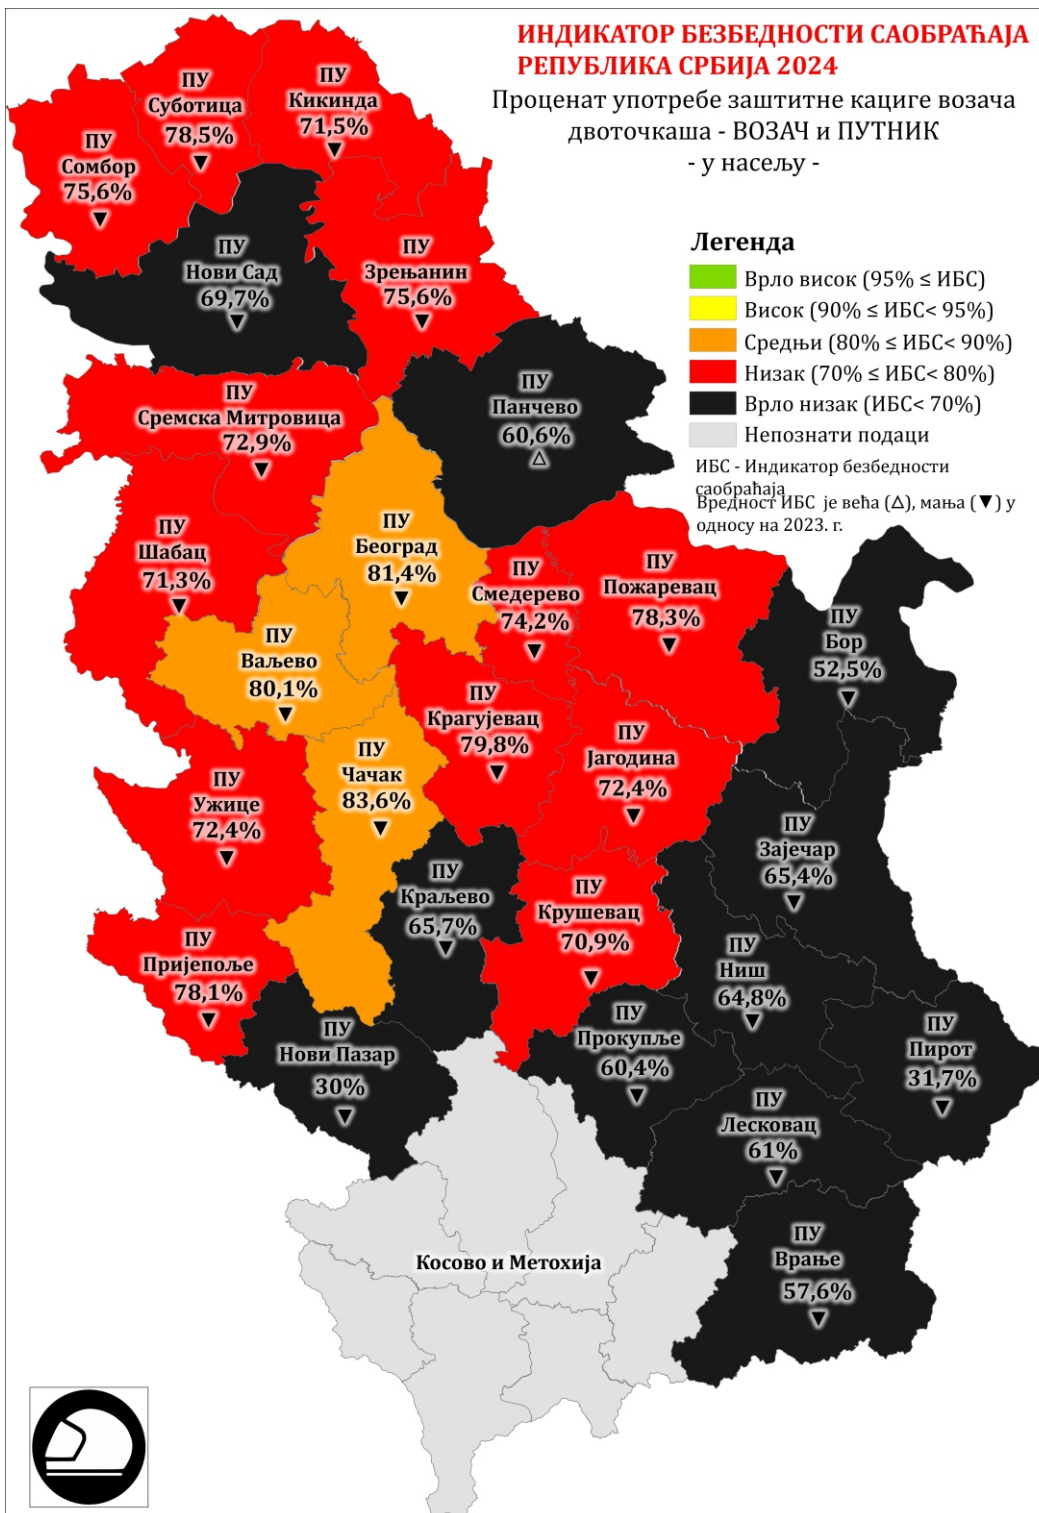 ИНДИКАТОР БЕЗБЕДНОСТИ САОБРАЋАЈА
РЕПУБЛИКА СРБИЈА 2024
Проценат употребе заштитне кациге возача
двоточкаша - ВОЗАЧ и ПУТНИК
- у насељу -
Легенда
Врло висок (95% ≤ ИБС)
Висок (90% ≤ ИБС< 95%)
Средњи (80% ≤ ИБС< 90%)
Низак (70% ≤ ИБС< 80%)
Врло низак (ИБС< 70%)
Непознати подаци
ИБС - Индикатор безбедности
саобраћаја
Вредност ИБС је већа (△), мања (▼) у
односу на 2023. г.
ПУ
Суботица
78,5%
▼
ПУ
Кикинда
71,5%
▼
ПУ
Сомбор
75,6%
▼
ПУ
Нови Сад
69,7%
▼
ПУ
Зрењанин
75,6%
▼
ПУ
Сремска Митровица
72,9%
▼
ПУ
Панчево
60,6%
△
ПУ
Шабац
71,3%
▼
ПУ
Београд
81,4%
▼
ПУ
Смедерево
74,2%
▼
ПУ
Пожаревац
78,3%
▼
ПУ
Бор
52,5%
▼
ПУ
Ваљево
80,1%
▼
ПУ
Крагујевац
79,8%
▼
ПУ
Јагодина
72,4%
▼
ПУ
Чачак
83,6%
▼
ПУ
Ужице
72,4%
▼
ПУ
Зајечар
65,4%
▼
ПУ
Краљево
65,7%
▼
ПУ
Крушевац
70,9%
▼
ПУ
Пријепоље
78,1%
▼
ПУ
Ниш
64,8%
▼
ПУ
Нови Пазар
30%
▼
ПУ
Прокупље
60,4%
▼
ПУ
Пирот
31,7%
▼
ПУ
Лесковац
61%
▼
ПУ
Врање
57,6%
▼
Косово и Метохија